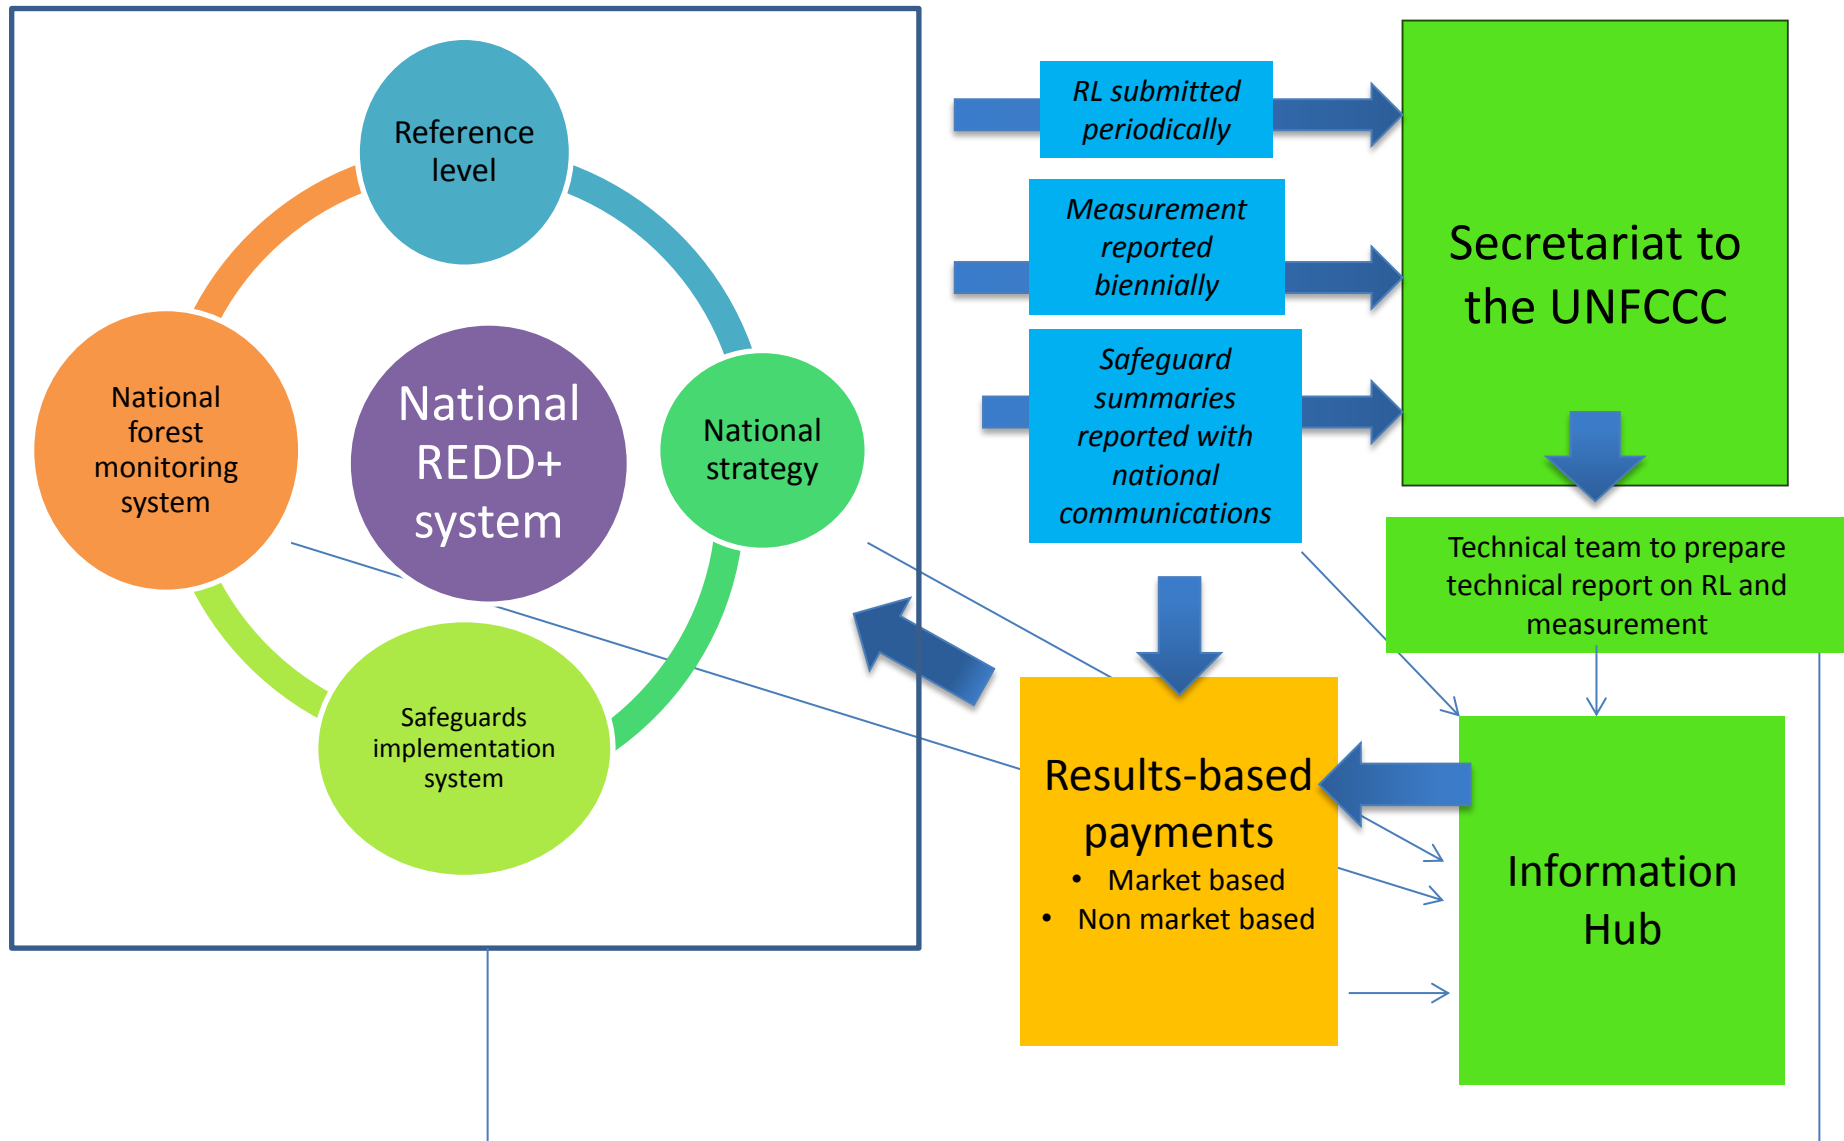 Reference
level
National
forest
monitoring
system
National
REDD+
system
National
strategy
Safeguards
implementation
system
RL submitted
periodically
Measurement
reported
biennially
Safeguard
summaries
reported with
national
communications
Secretariat to
the UNFCCC
Technical team to prepare
technical report on RL and
measurement
Results-based
payments
• Market based
• Non market based
Information
Hub